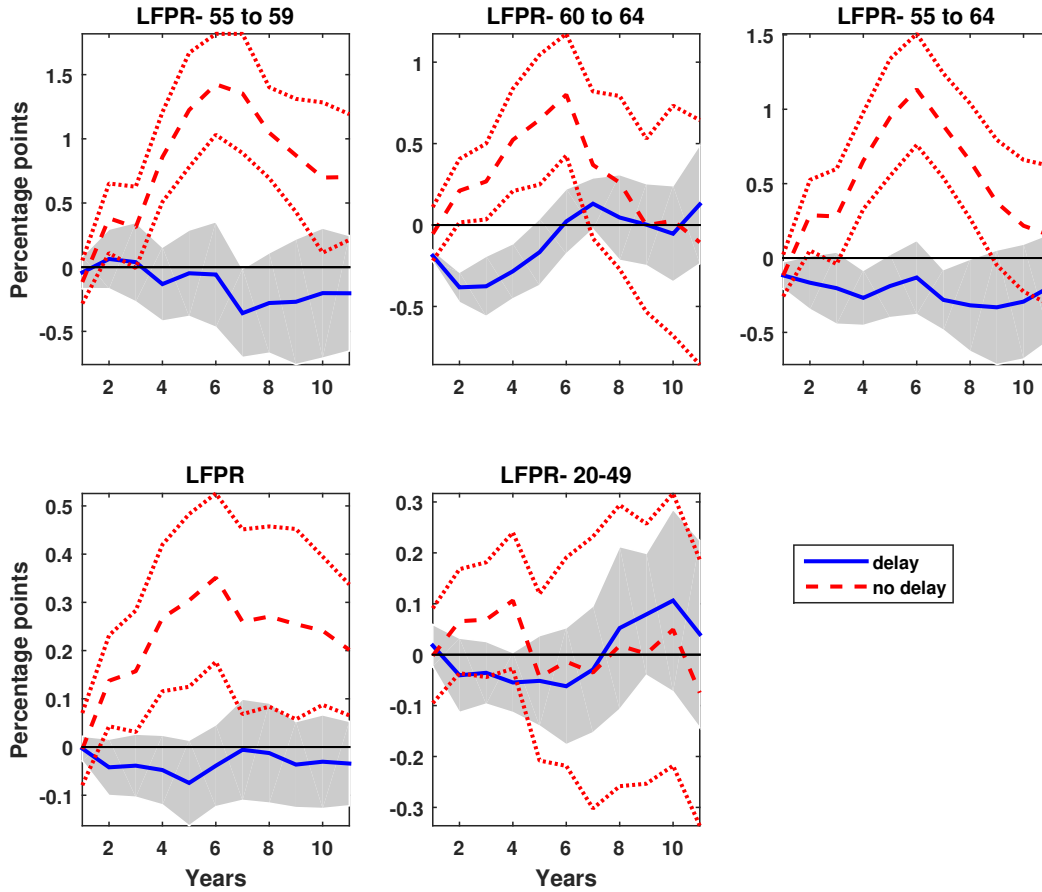 LFPR- 55 to 59
LFPR- 60 to 64
LFPR- 55 to 64
Percentage points
1.5
1
0.5
0
-0.5
2 4 6 8 10
1
0.5
0
-0.5
2 4 6 8 10
1.5
1
0.5
0
-0.5
2 4 6 8 10
LFPR
LFPR- 20-49
Percentage points
0.5
0.4
0.3
0.2
0.1
0
-0.1
2 4 6 8 10
Years
0.3
0.2
0.1
0
-0.1
-0.2
-0.3
2 4 6 8 10
Years
delay
no delay